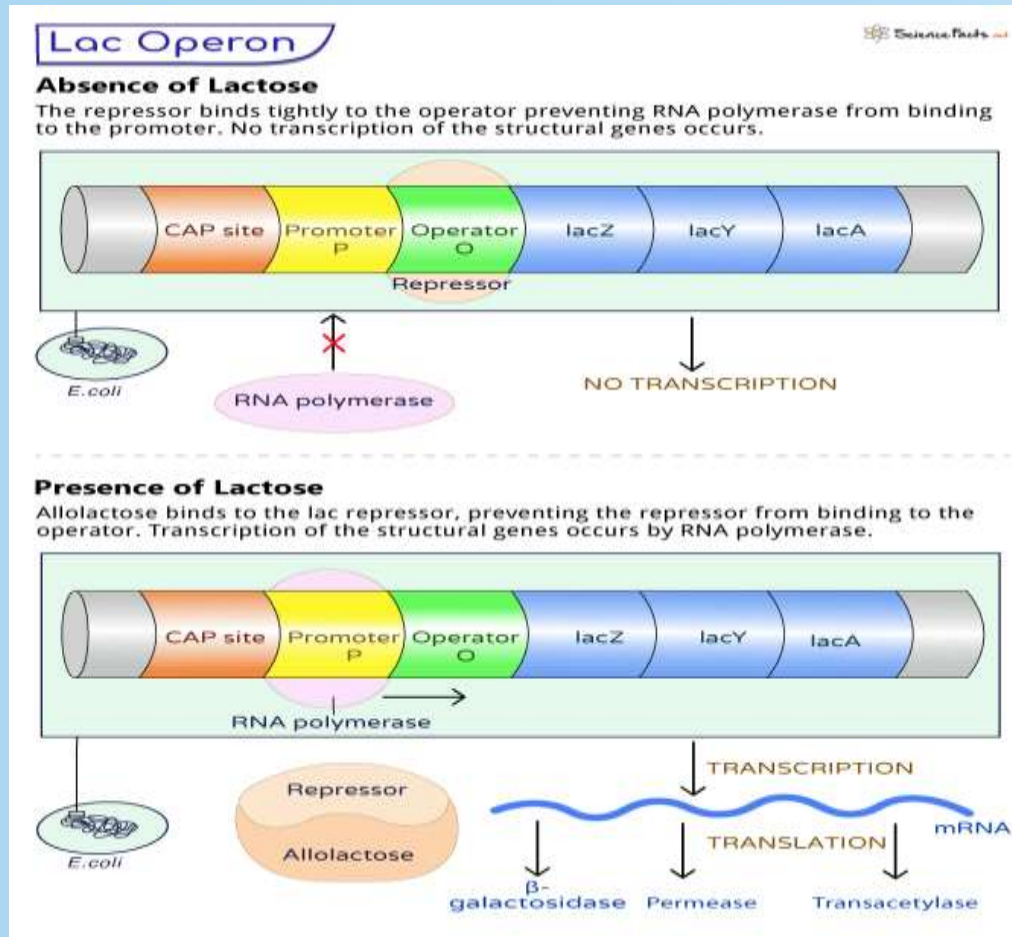 Lac Operon
Science Facts .net
Absence of Lactose
The repressor binds tightly to the operator preventing RNA polymerase from binding
to the promoter. No transcription of the structural genes occurs.
CAP site
Promoter
P
Operator
O
lacZ
lacY
lacA
Repressor
E.coli
RNA polymerase
NO TRANSCRIPTION
Presence of Lactose
Allolactose binds to the lac repressor, preventing the repressor from binding to the
operator. Transcription of the structural genes occurs by RNA polymerase.
CAP site
Promoter
P
Operator
O
lacZ
lacY
lacA
RNA polymerase
TRANSCRIPTION
Repressor
Allolactose
mRNA
TRANSLATION
E.coli
β-
galactosidase
Permease
Transacetylase